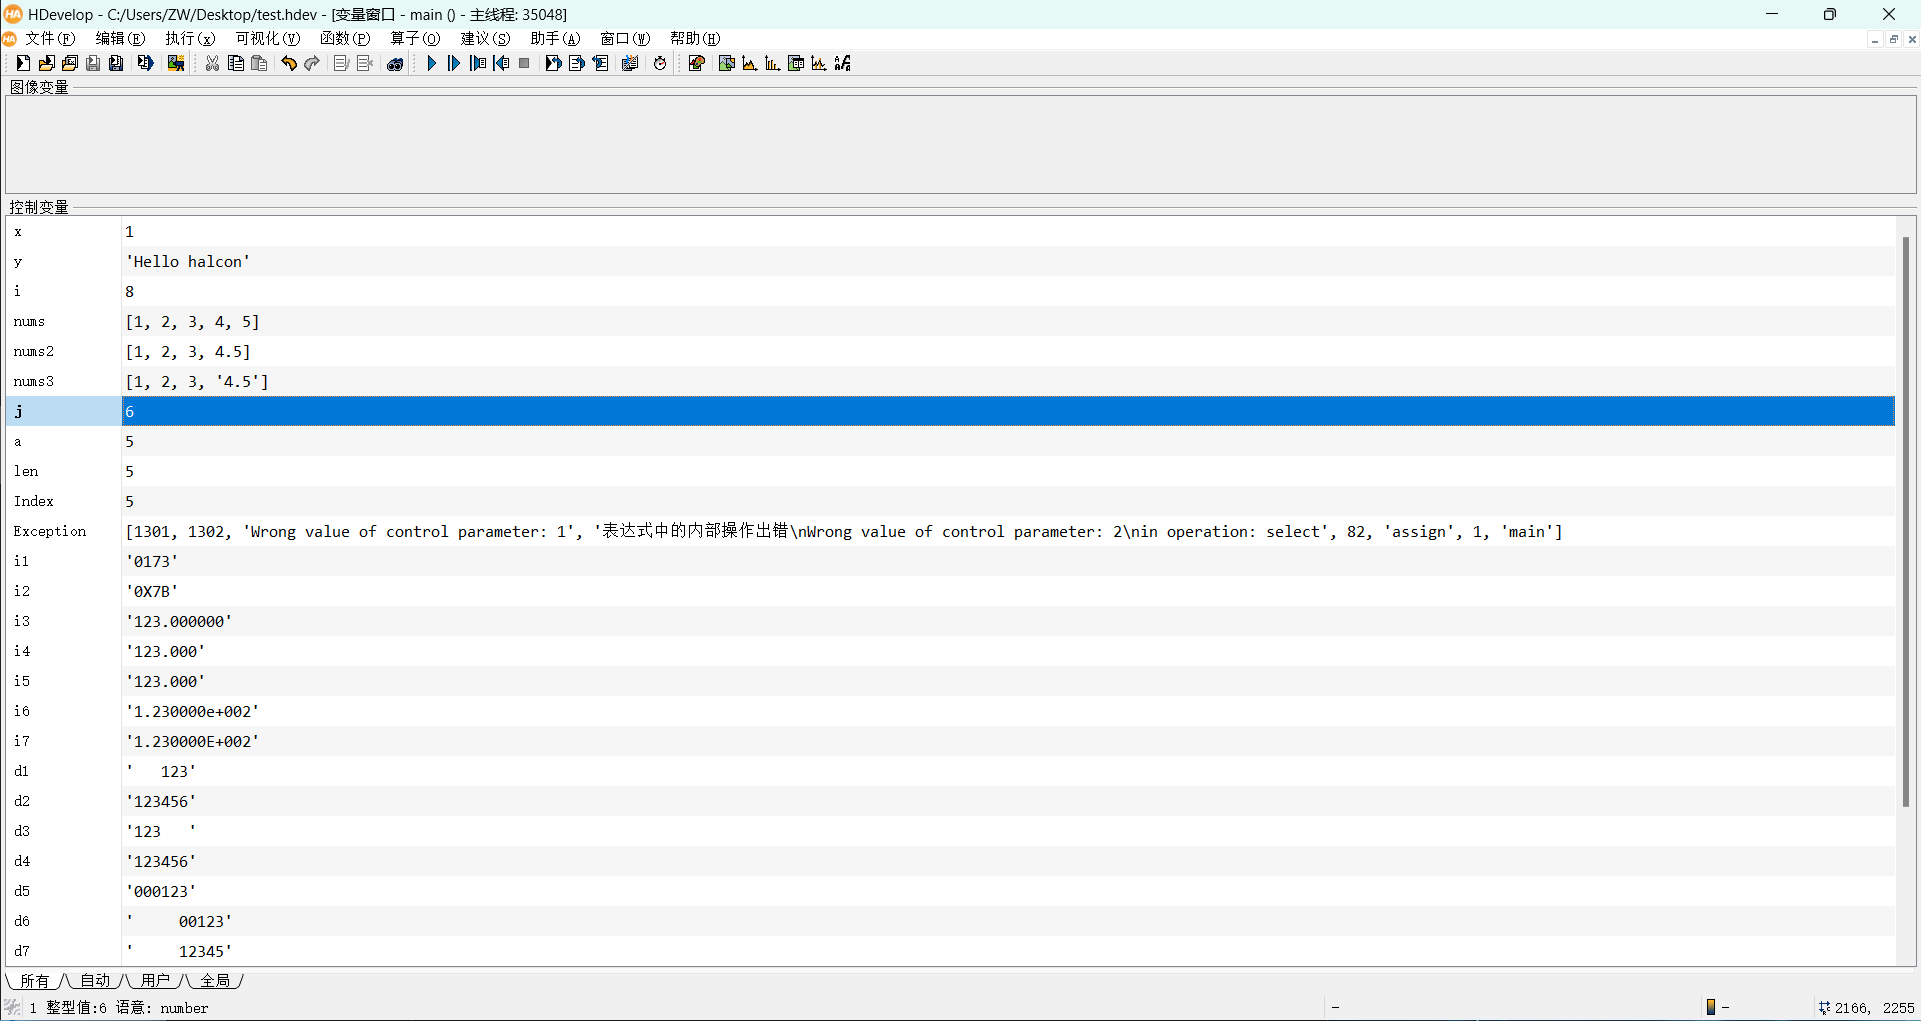 HDevelop - C:/Users/ZW/Desktop/test.hdev - [变量窗口 - main () - 主线程: 35048]
文件(F) 编辑(E) 执行(x) 可视化(V) 函数(P) 算子(O) 建议(S) 助手(A) 窗口(W) 帮助(H)
图像变量
控制变量
x 1
y 'Hello halcon'
i 8
nums [1, 2, 3, 4, 5]
nums2 [1, 2, 3, 4.5]
nums3 [1, 2, 3, '4.5']
j 6
a 5
len 5
Index 5
Exception [1301, 1302, 'Wrong value of control parameter: 1', '表达式中的内部操作出错\nWrong value of control parameter: 2\nin operation: select', 82, 'assign', 1, 'main']
i1 '0173'
i2 '0X7B'
i3 '123.000000'
i4 '123.000'
i5 '123.000'
i6 '1.230000e+002'
i7 '1.230000E+002'
d1 '   123'
d2 '123456'
d3 '123   '
d4 '123456'
d5 '000123'
d6 '     00123'
d7 '     12345'
所有 自动 用户 全局
1 整型值:6 语意: number - - 2166, 2255